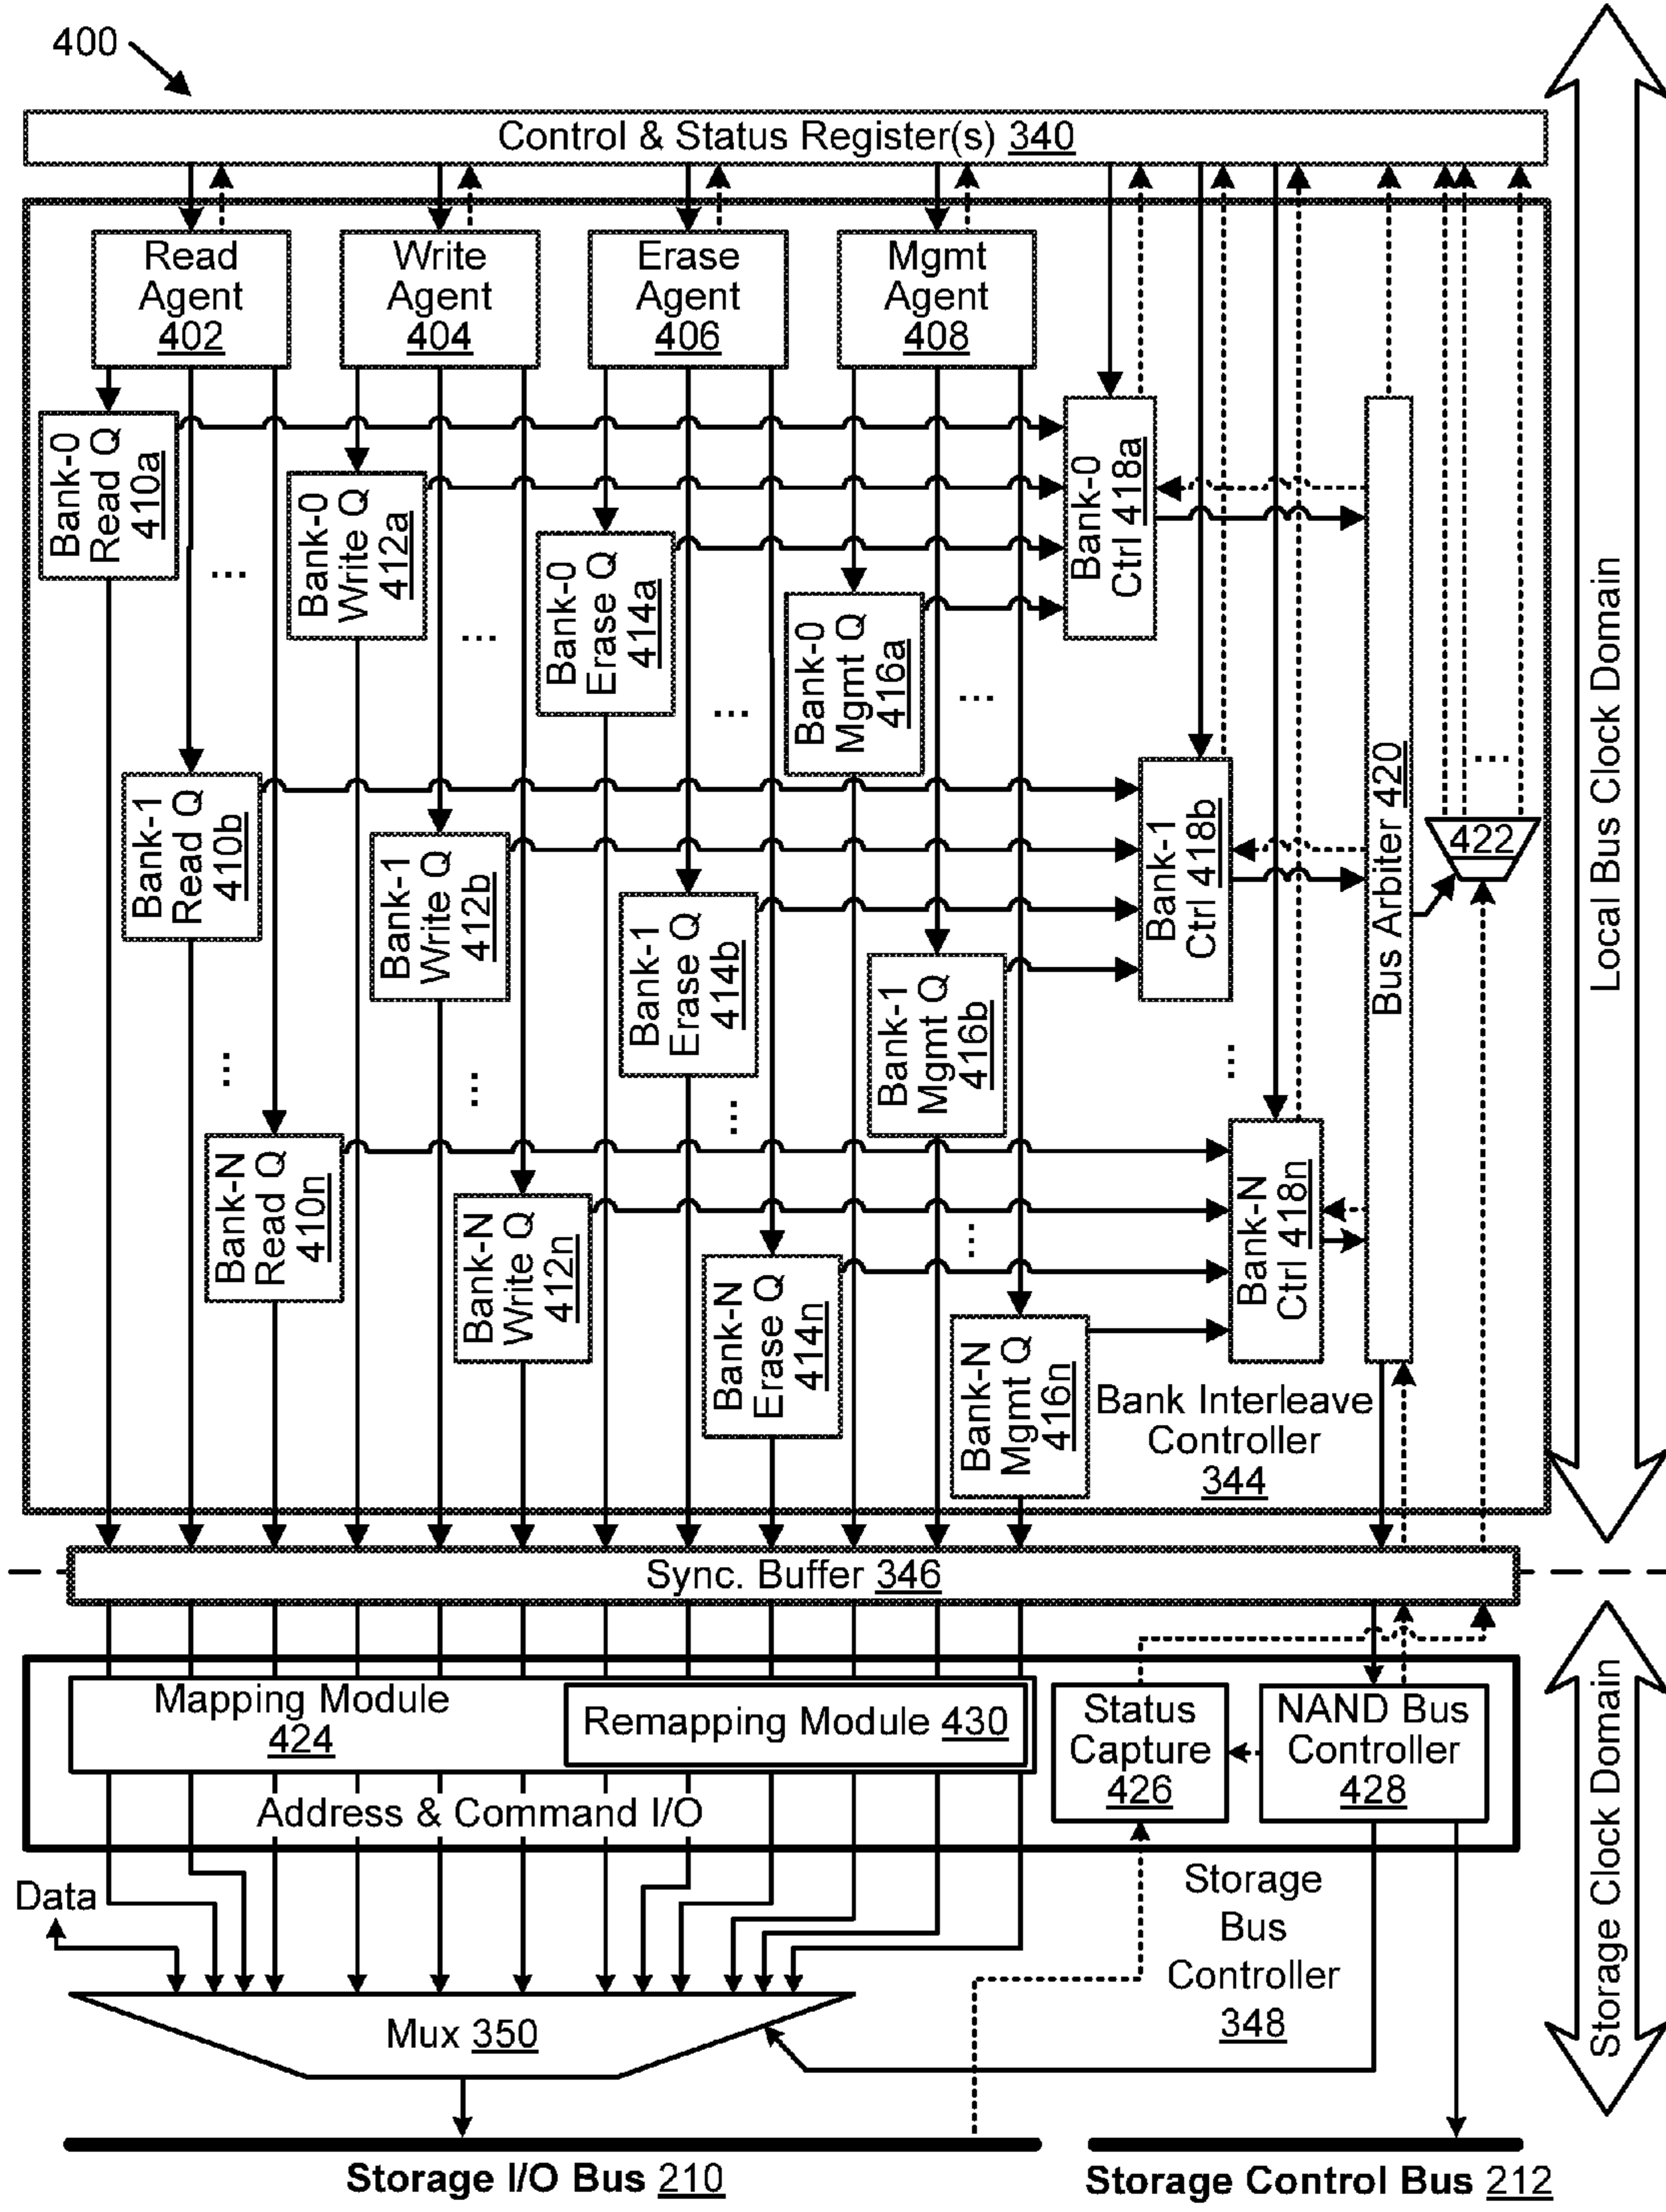 400
Control & Status Register(s) 340
Read
Agent
402
Write
Agent
404
Erase
Agent
406
Mgmt
Agent
408
Bank-0
Read Q
410a
Bank-0
Write Q
412a
Bank-0
Erase Q
414a
Bank-0
Mgmt Q
416a
Bank-0
Ctrl 418a
...
...
...
...
Bank-1
Read Q
410b
Bank-1
Write Q
412b
Bank-1
Erase Q
414b
Bank-1
Mgmt Q
416b
Bank-1
Ctrl 418b
Bus Arbiter 420
...
422
Local Bus Clock Domain
...
...
...
...
...
Bank-N
Read Q
410n
Bank-N
Write Q
412n
Bank-N
Erase Q
414n
Bank-N
Mgmt Q
416n
Bank-N
Ctrl 418n
Bank Interleave
Controller
344
Sync. Buffer 346
Mapping Module
424
Remapping Module 430
Status
Capture
426
NAND Bus
Controller
428
Address & Command I/O
Storage Clock Domain
Data
Storage
Bus
Controller
348
Mux 350
Storage I/O Bus 210
Storage Control Bus 212